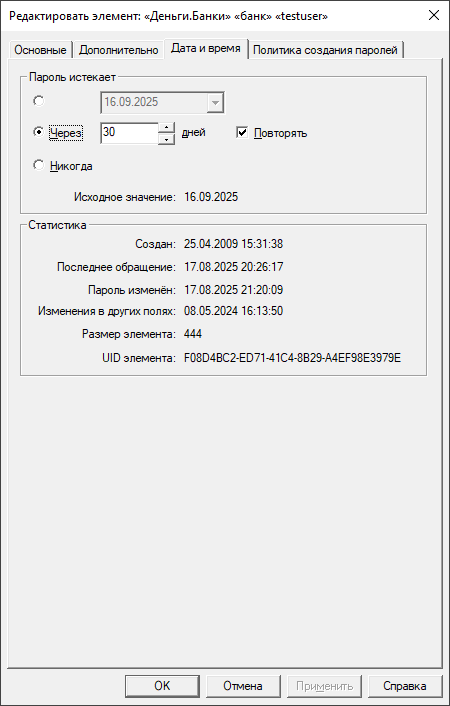 Редактировать элемент: «Деньги.Банки» «банк» «testuser»
Основные Дополнительно Дата и время Политика создания паролей
Пароль истекает
16.09.2025
Через 30 дней Повторять
Никогда
Исходное значение: 16.09.2025
Статистика
Создан: 25.04.2009 15:31:38
Последнее обращение: 17.08.2025 20:26:17
Пароль изменён: 17.08.2025 21:20:09
Изменения в других полях: 08.05.2024 16:13:50
Размер элемента: 444
UID элемента: F08D4BC2-ED71-41C4-8B29-A4EF98E3979E
OK Отмена Применить Справка